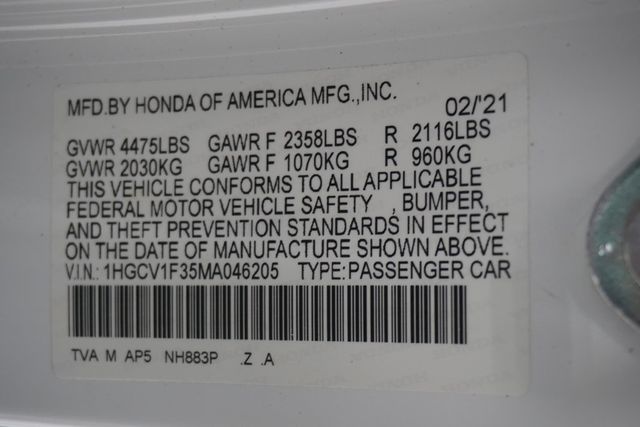 MFD.BY HONDA OF AMERICA MFG.,INC. 02/'21
GVWR 4475LBS GAWR F 2358LBS R 2116LBS
GVWR 2030KG GAWR F 1070KG R 960KG
THIS VEHICLE CONFORMS TO ALL APPLICABLE
FEDERAL MOTOR VEHICLE SAFETY , BUMPER,
AND THEFT PREVENTION STANDARDS IN EFFECT
ON THE DATE OF MANUFACTURE SHOWN ABOVE.
V.I.N.: 1HGCV1F35MA046205 TYPE:PASSENGER CAR
TVA M AP5 NH883P .Z .A